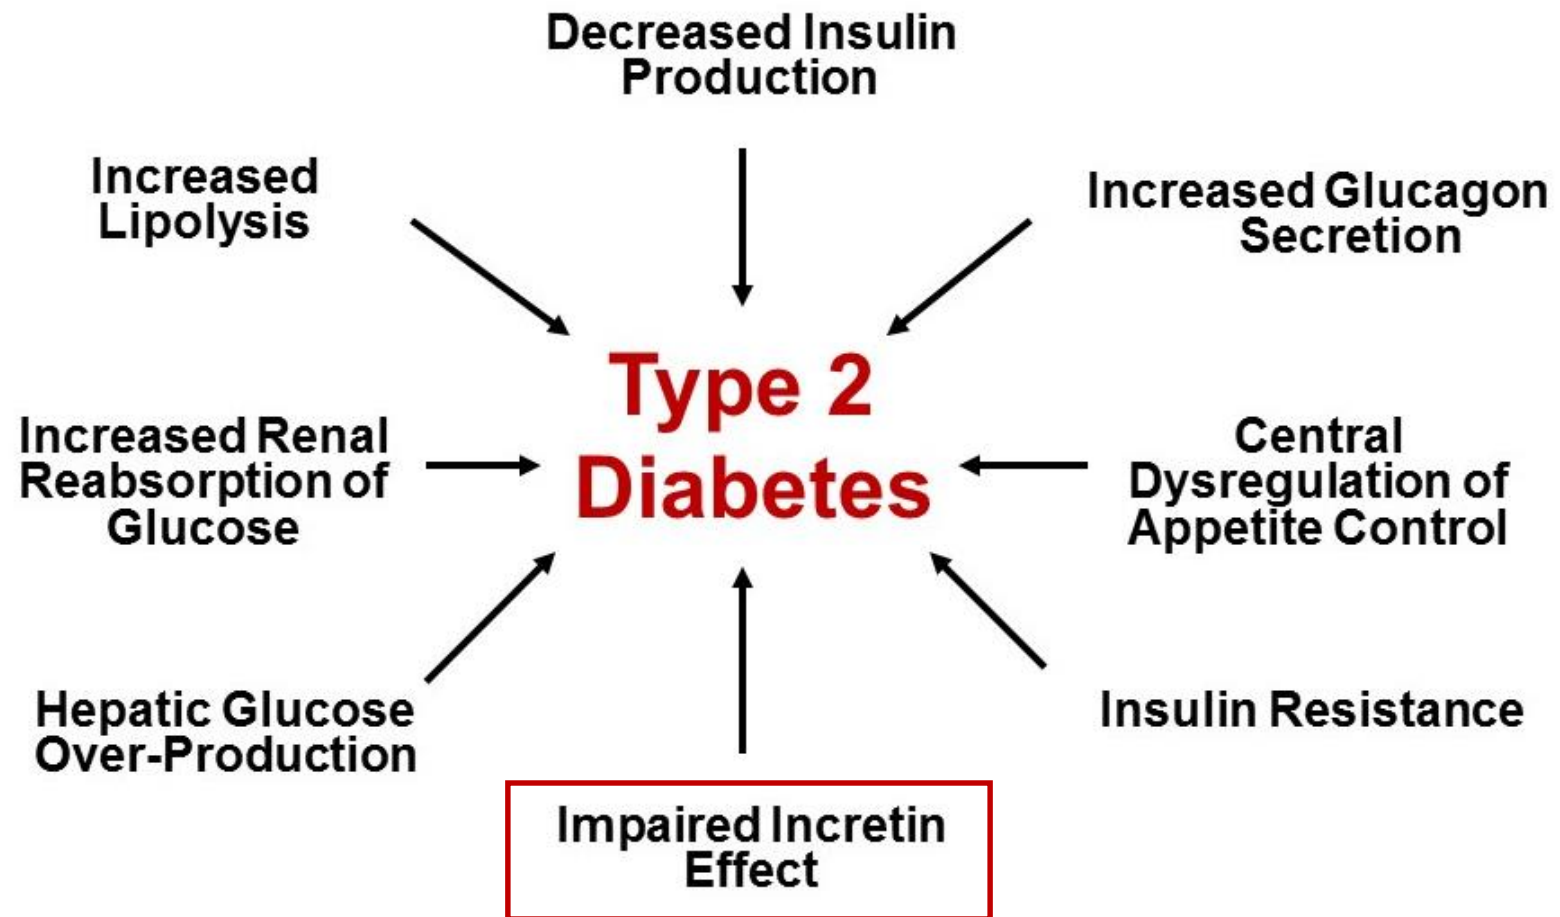 Decreased Insulin
Production
Increased
Lipolysis
Increased Glucagon
Secretion
Type 2
Diabetes
Increased Renal
Reabsorption of
Glucose
Central
Dysregulation of
Appetite Control
Hepatic Glucose
Over-Production
Insulin Resistance
Impaired Incretin
Effect